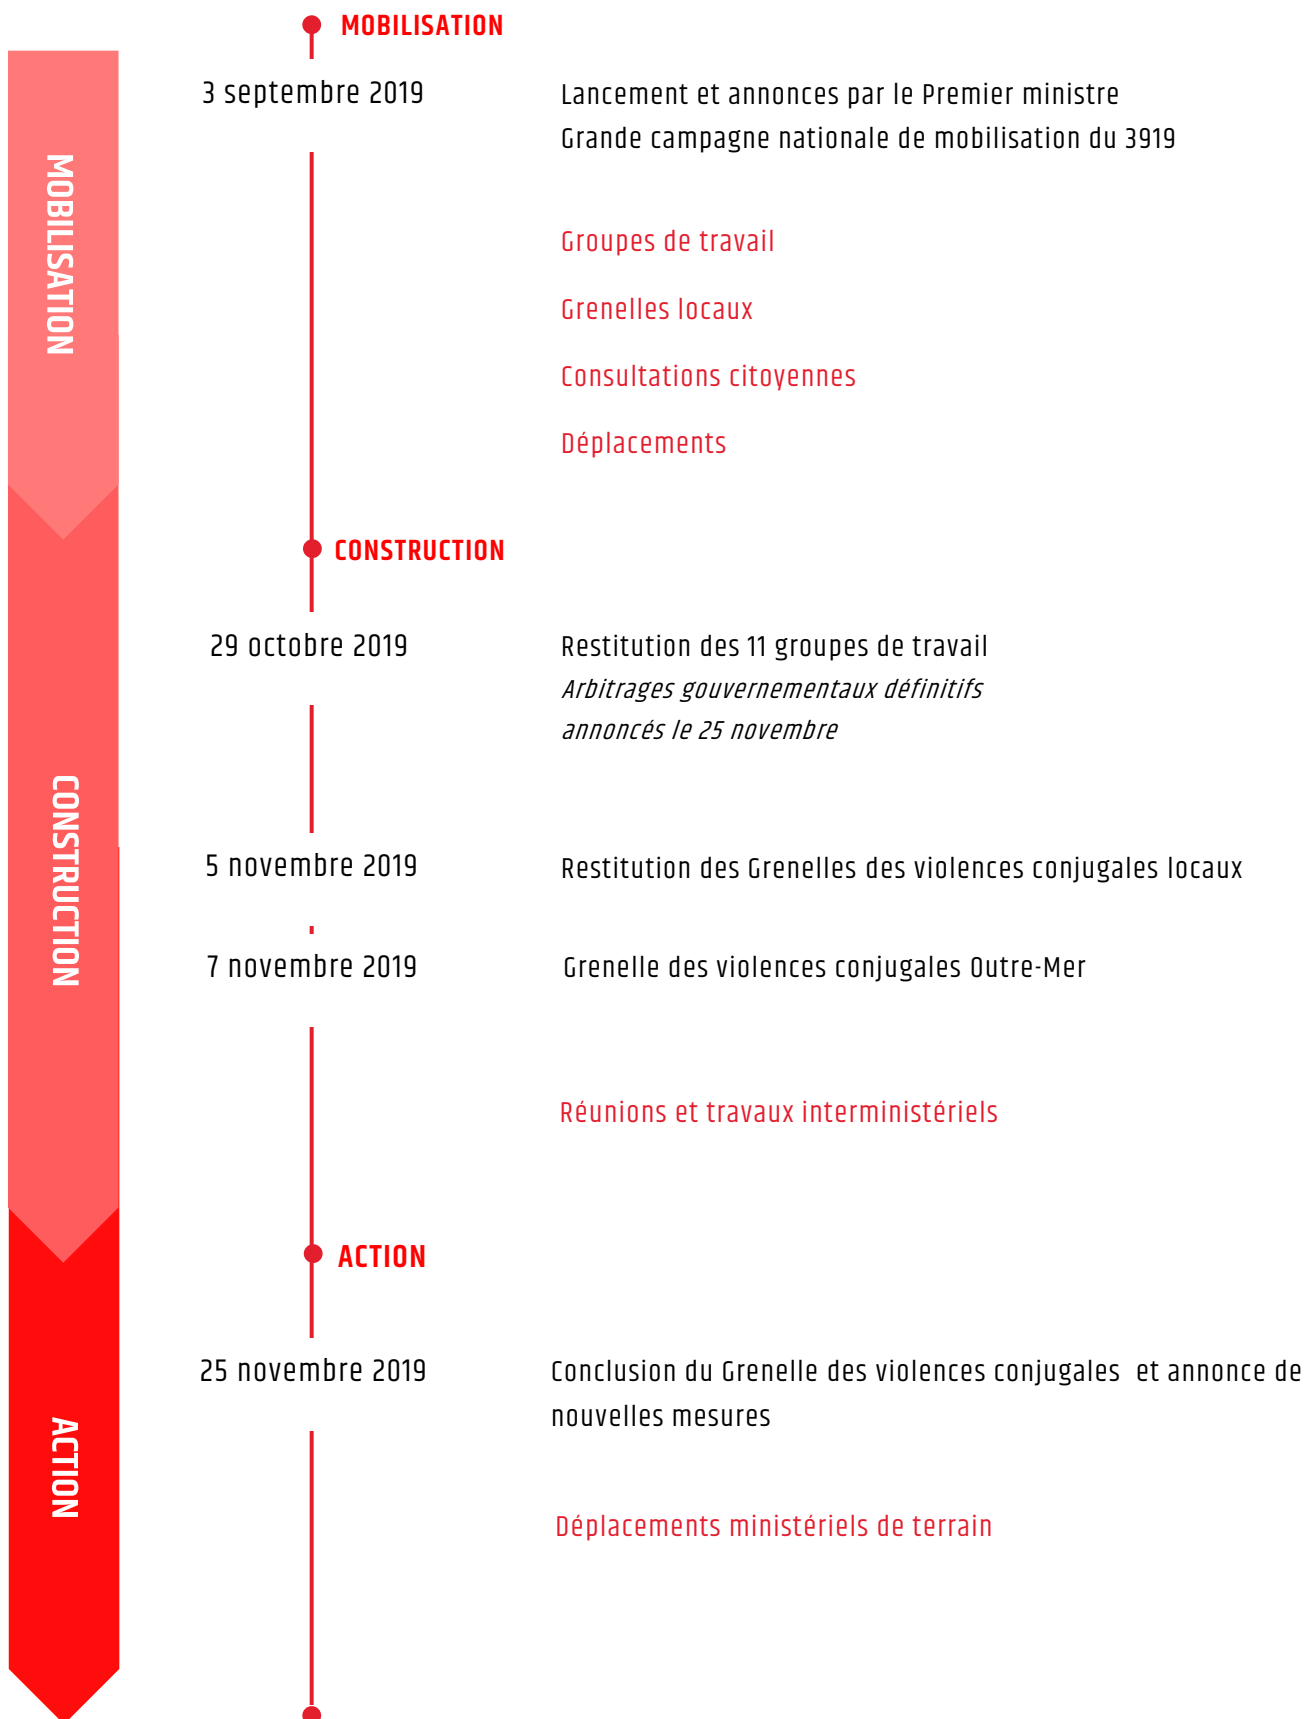 MOBILISATION
3 septembre 2019
Lancement et annonces par le Premier ministre
Grande campagne nationale de mobilisation du 3919
MOBILISATION
Groupes de travail
Grenelles locaux
Consultations citoyennes
Déplacements
CONSTRUCTION
29 octobre 2019
Restitution des 11 groupes de travail
Arbitrages gouvernementaux définitifs
annoncés le 25 novembre
CONSTRUCTION
5 novembre 2019
Restitution des Grenelles des violences conjugales locaux
7 novembre 2019
Grenelle des violences conjugales Outre-Mer
Réunions et travaux interministériels
ACTION
25 novembre 2019
Conclusion du Grenelle des violences conjugales et annonce de
nouvelles mesures
ACTION
Déplacements ministériels de terrain